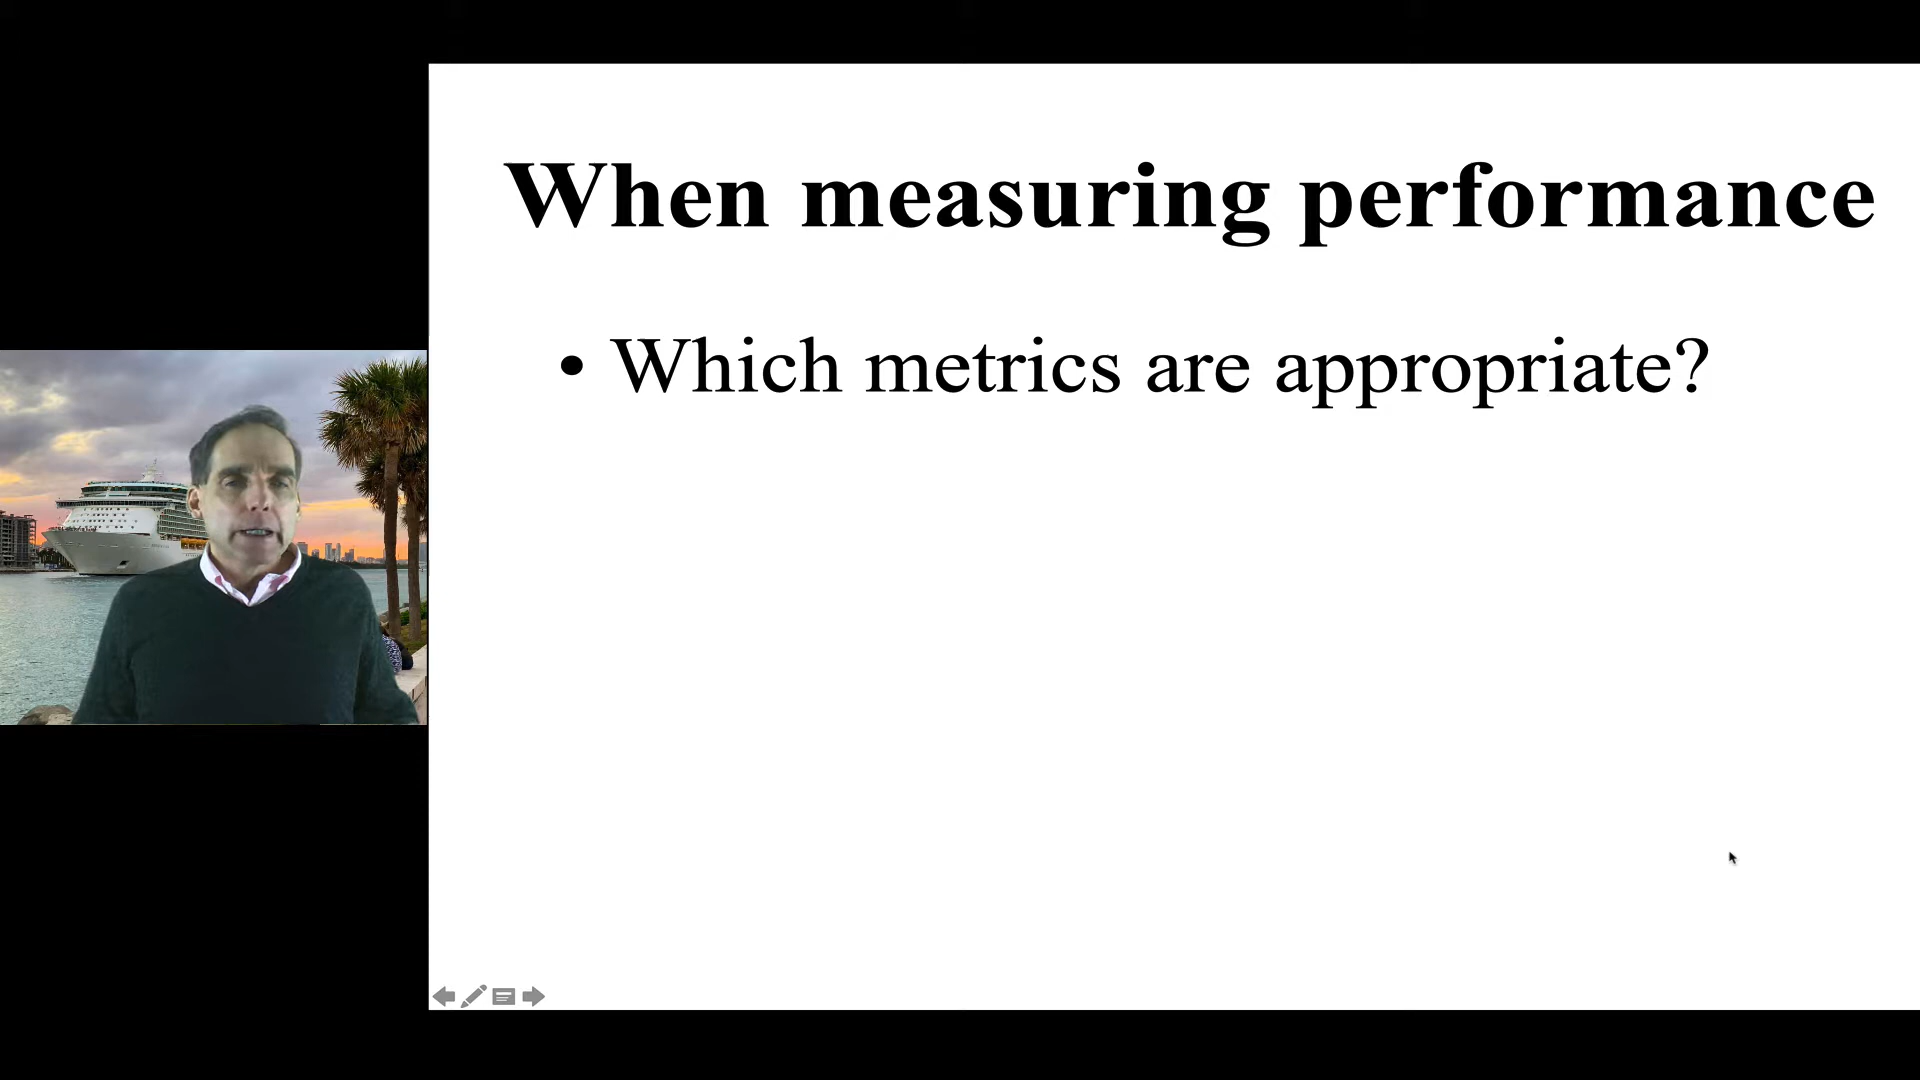 When measuring performance
• Which metrics are appropriate?